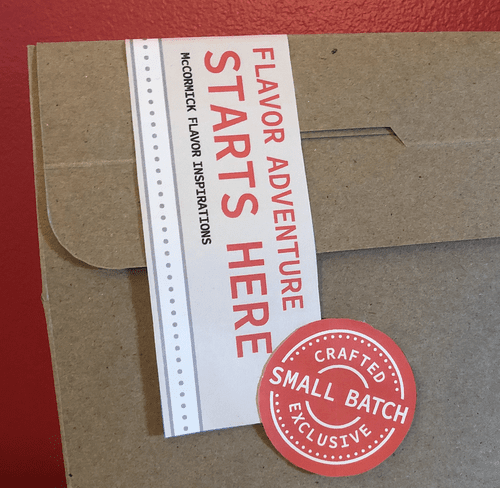 FLAVOR ADVENTURE
STARTS HERE
McCORMICK FLAVOR INSPIRATIONS
CRAFTED
SMALL BATCH
EXCLUSIVE